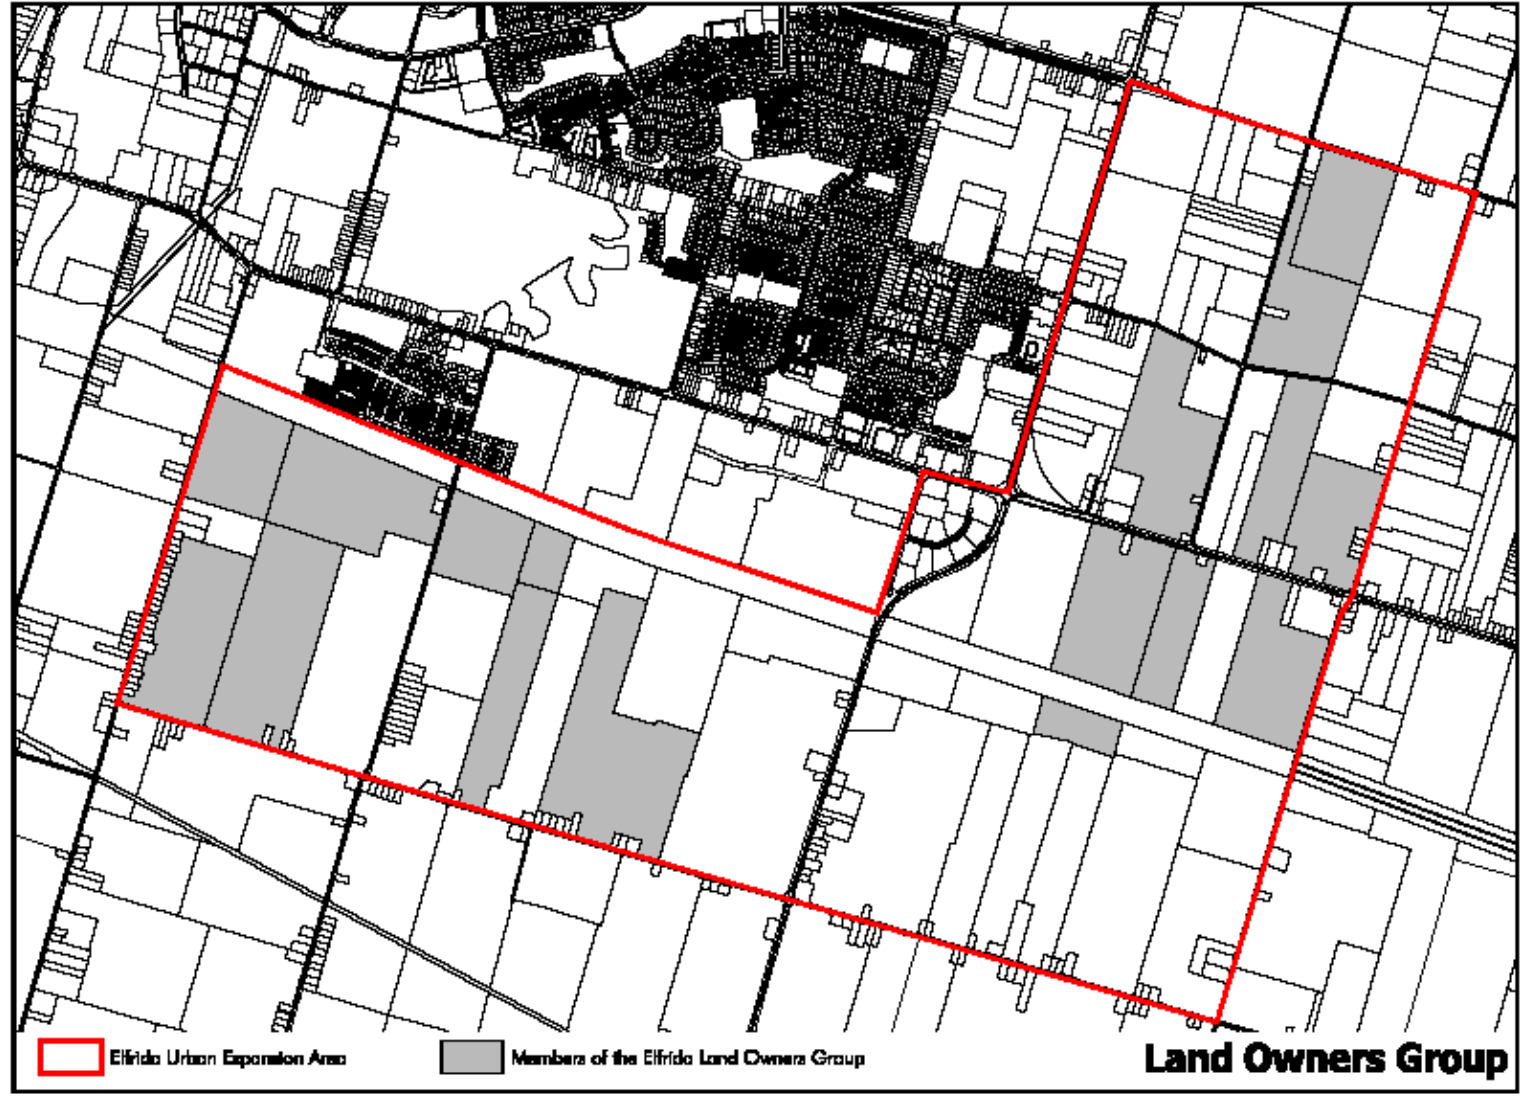 Elfrida Urban Expansion Area
Members of the Elfrida Land Owners Group
Land Owners Group